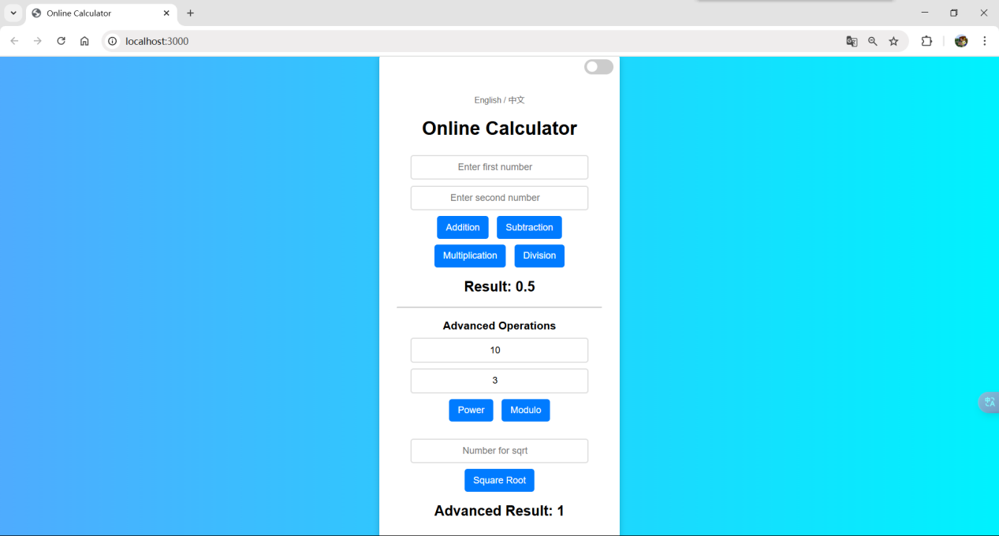 Online Calculator
localhost:3000
English / 中文
Online Calculator
Enter first number
Enter second number
Addition Subtraction
Multiplication Division
Result: 0.5
Advanced Operations
10
3
Power Modulo
Number for sqrt
Square Root
Advanced Result: 1